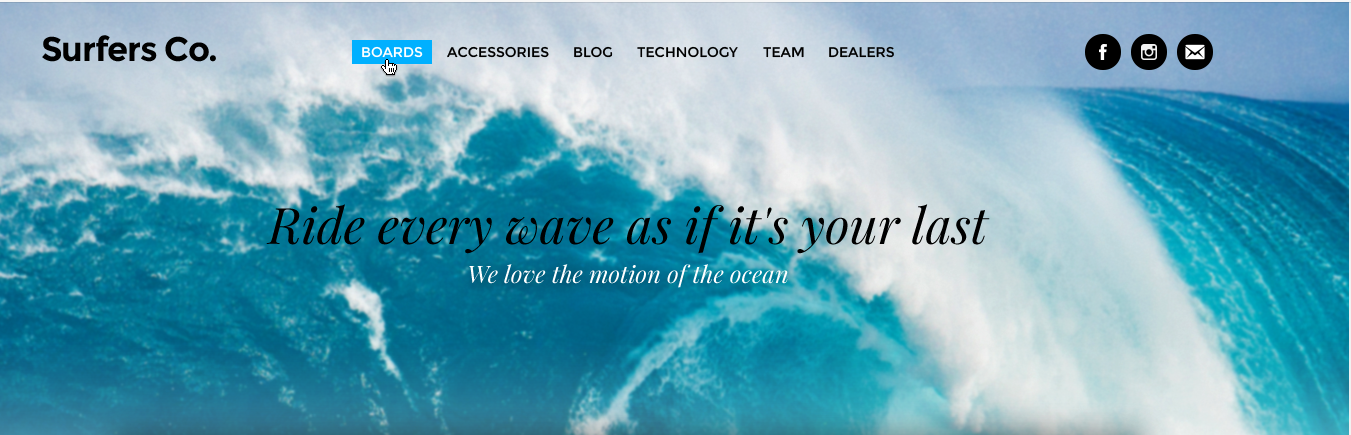 Surfers Co.
BOARDS ACCESSORIES BLOG TECHNOLOGY TEAM DEALERS
Ride every wave as if it's your last
We love the motion of the ocean